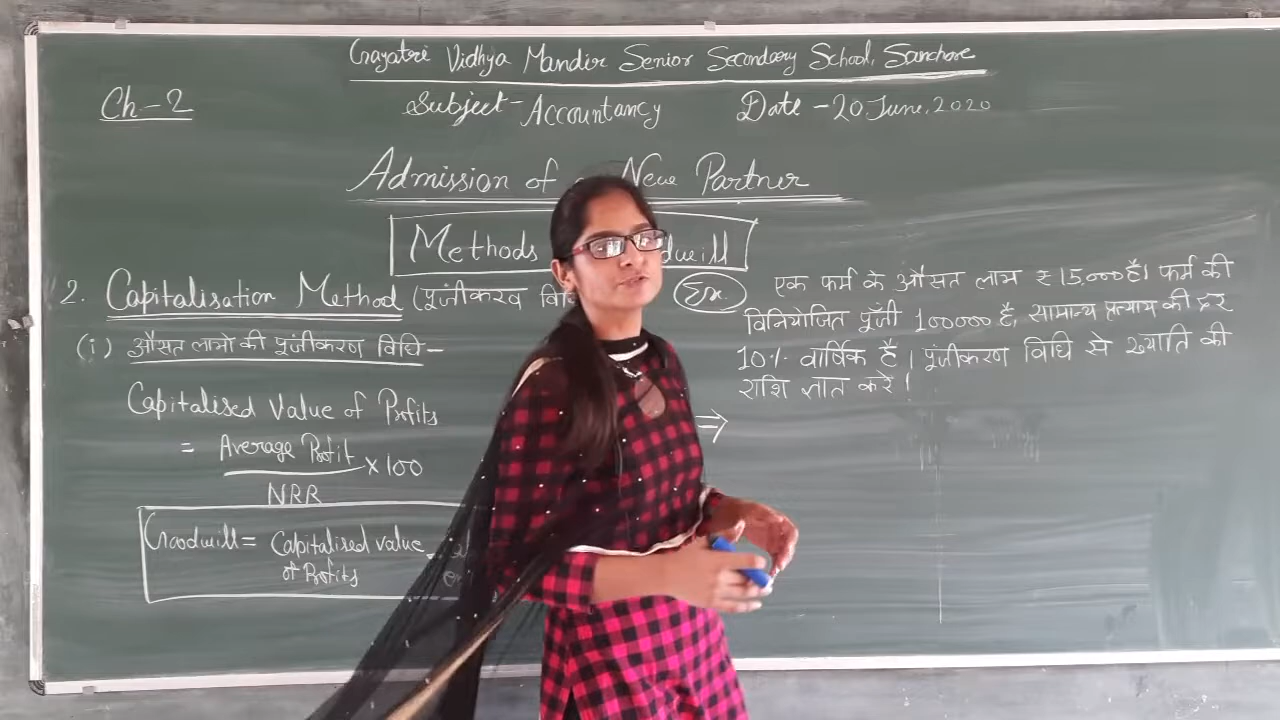 Gayatri Vidhya Mandir Senior Secondary School, Sanchore
Ch-2
Subject-Accountancy
Date - 20.June.2020
Admission of a New Partner
Methods
2. Capitalisation Method (पूंजीकरण वि
(i) औसत लाभो की पूंजीकरण विधि-
Capitalised Value of Profits
= Average Profit × 100
NRR
Goodwill = Capitalised value
of Profits
Ex. एक फर्म के औसत लाभ ₹15,000 है। फर्म की
विनियोजित पूँजी 100000 है, सामान्य प्रत्याय की दर
10% वार्षिक है। पूंजीकरण विधि से ख्याति की
राशि ज्ञात करे!
⇒